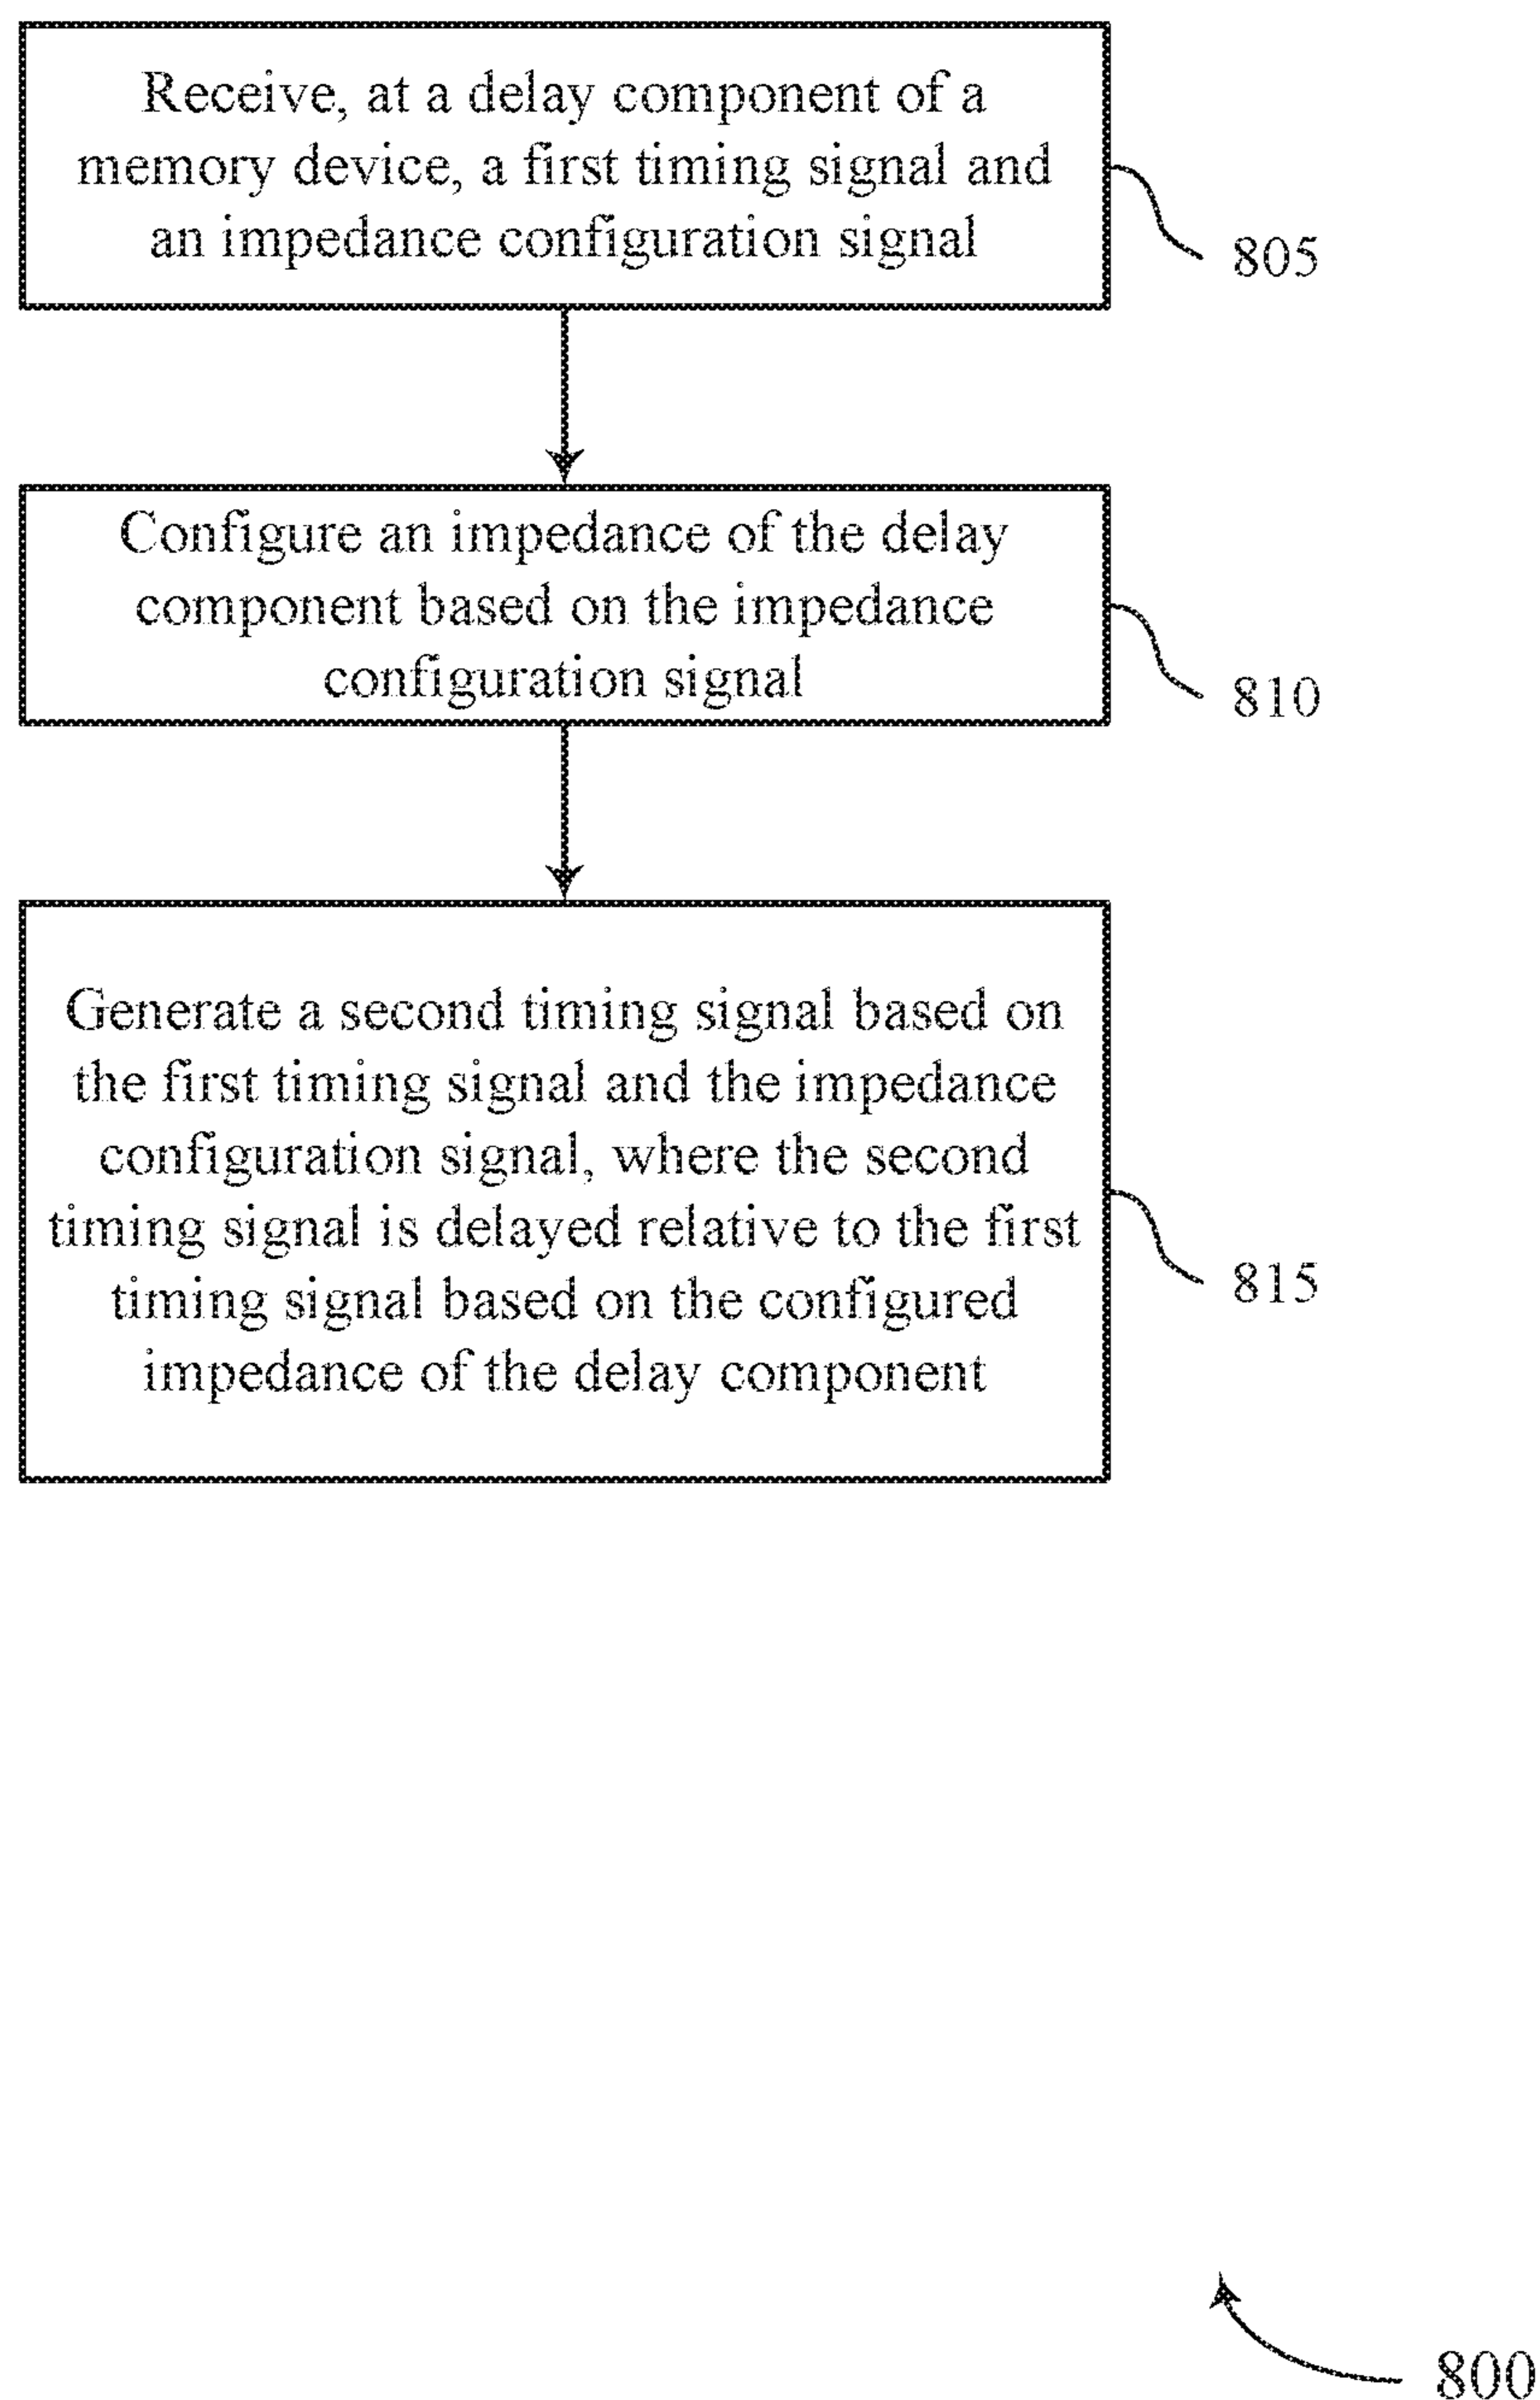 Receive, at a delay component of a
memory device, a first timing signal and
an impedance configuration signal
805
Configure an impedance of the delay
component based on the impedance
configuration signal
810
Generate a second timing signal based on
the first timing signal and the impedance
configuration signal, where the second
timing signal is delayed relative to the first
timing signal based on the configured
impedance of the delay component
815
800